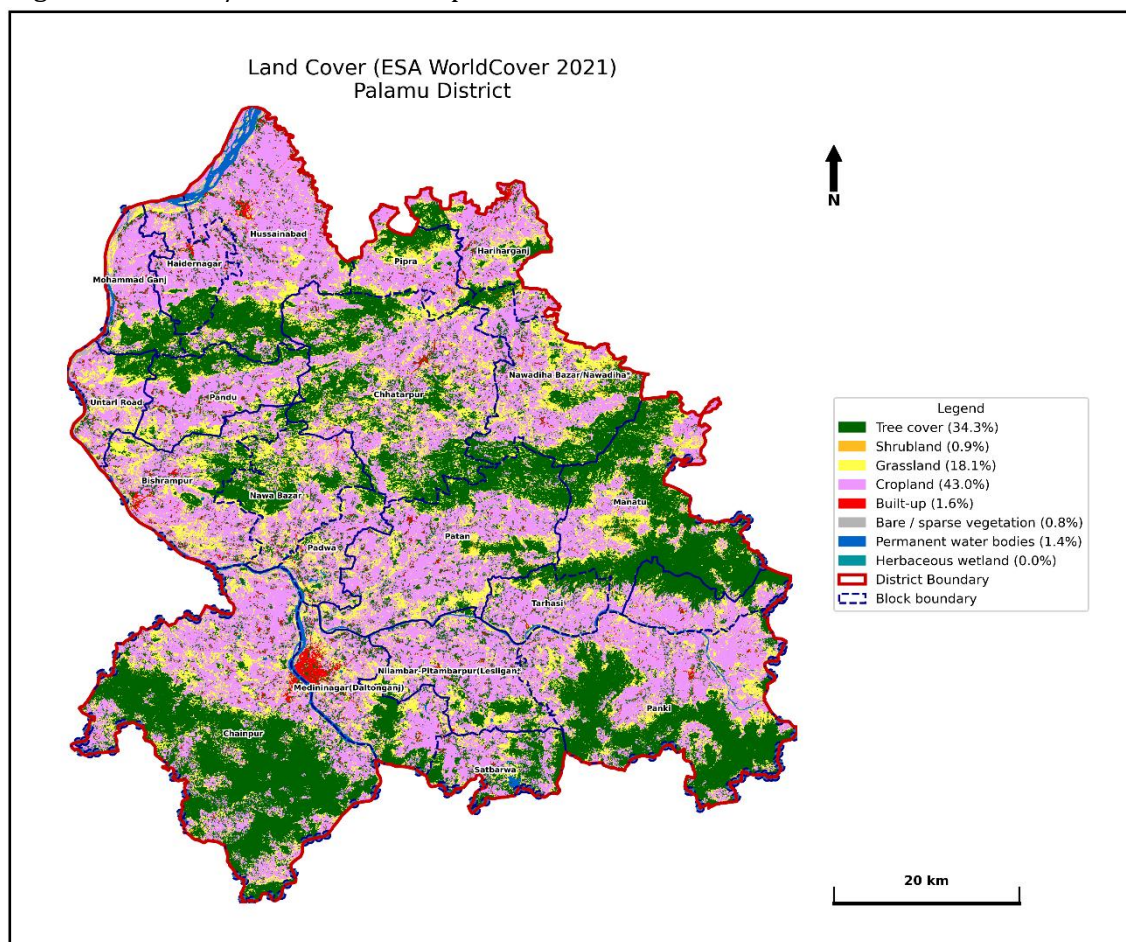 Land Cover (ESA WorldCover 2021)
Palamu District
N
Hussainabad
Haidernagar
Mohammad Ganj
Pipra
Hariharganj
Nawadiha Bazar/Nawadiha*
Chhatarpur
Untari Road
Pandu
Bishrampur
Nawa Bazar
Manatu
Patan
Padwa
Tarhasi
Nilambar-Pitambarpur(Lesliganj
Medininagar(Daltonganj)
Panki
Chainpur
Satbarwa
Legend
Tree cover (34.3%)
Shrubland (0.9%)
Grassland (18.1%)
Cropland (43.0%)
Built-up (1.6%)
Bare / sparse vegetation (0.8%)
Permanent water bodies (1.4%)
Herbaceous wetland (0.0%)
District Boundary
Block boundary
20 km